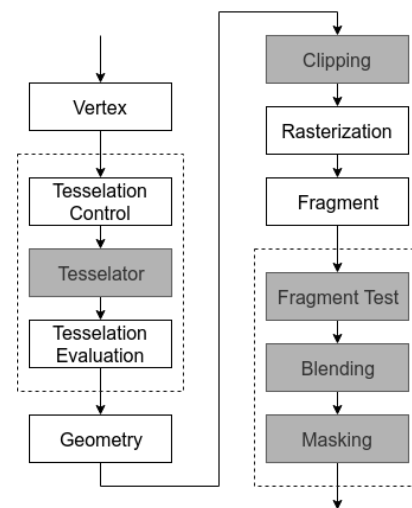 Vertex
Tesselation
Control
Tesselator
Tesselation
Evaluation
Geometry
Clipping
Rasterization
Fragment
Fragment Test
Blending
Masking